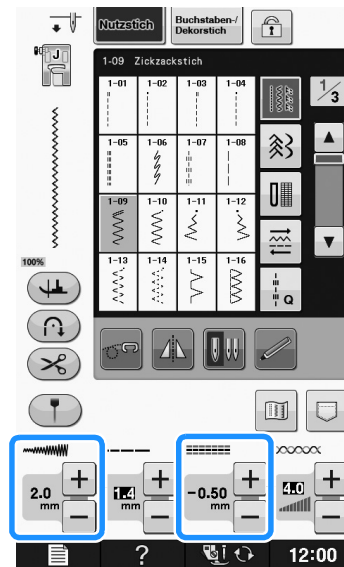 Nutzstich
Buchstaben-/
Dekorstich
J
1-09 Zickzackstich
1/3
1-01 1-02 1-03 1-04
1-05 1-06 1-07 1-08
1-09 1-10 1-11 1-12
1-13 1-14 1-15 1-16
Q
100%
2.0
mm
1.4
mm
-0.50
mm
4.0
?
12:00